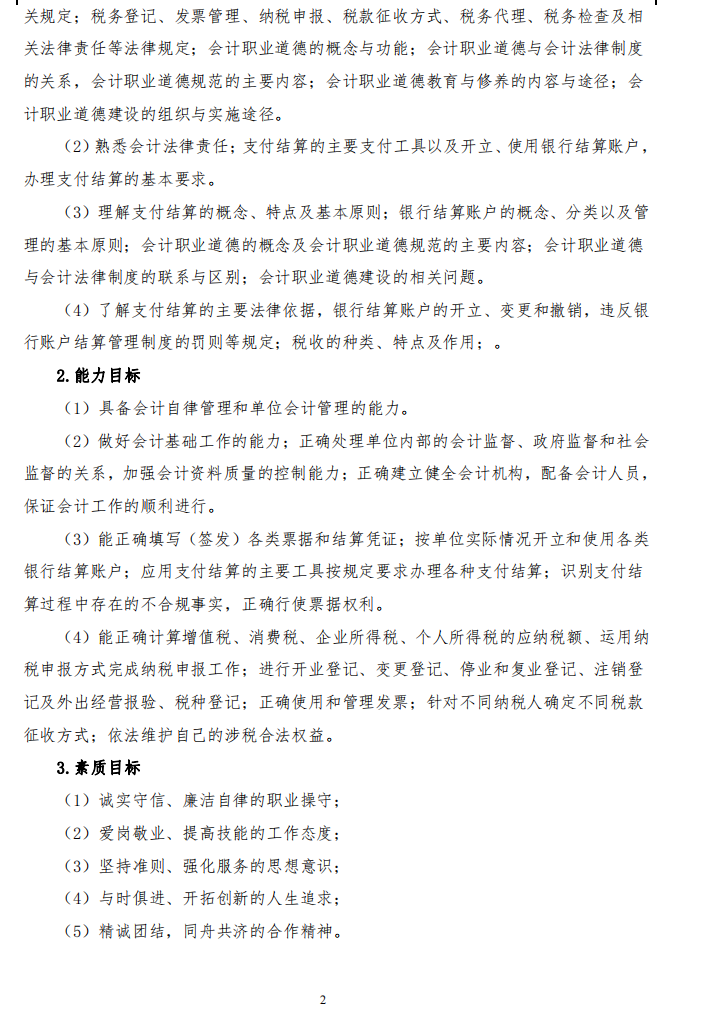 关规定；税务登记、发票管理、纳税申报、税款征收方式、税务代理、税务检查及相
关法律责任等法律规定；会计职业道德的概念与功能；会计职业道德与会计法律制度
的关系，会计职业道德规范的主要内容；会计职业道德教育与修养的内容与途径；会
计职业道德建设的组织与实施途径。
（2）熟悉会计法律责任；支付结算的主要支付工具以及开立、使用银行结算账户，
办理支付结算的基本要求。
（3）理解支付结算的概念、特点及基本原则；银行结算账户的概念、分类以及管
理的基本原则；会计职业道德的概念及会计职业道德规范的主要内容；会计职业道德
与会计法律制度的联系与区别；会计职业道德建设的相关问题。
（4）了解支付结算的主要法律依据，银行结算账户的开立、变更和撤销，违反银
行账户结算管理制度的罚则等规定；税收的种类、特点及作用；。
2.能力目标
（1）具备会计自律管理和单位会计管理的能力。
（2）做好会计基础工作的能力；正确处理单位内部的会计监督、政府监督和社会
监督的关系，加强会计资料质量的控制能力；正确建立健全会计机构，配备会计人员，
保证会计工作的顺利进行。
（3）能正确填写（签发）各类票据和结算凭证；按单位实际情况开立和使用各类
银行结算账户；应用支付结算的主要工具按规定要求办理各种支付结算；识别支付结
算过程中存在的不合规事实，正确行使票据权利。
（4）能正确计算增值税、消费税、企业所得税、个人所得税的应纳税额、运用纳
税申报方式完成纳税申报工作；进行开业登记、变更登记、停业和复业登记、注销登
记及外出经营报验、税种登记；正确使用和管理发票；针对不同纳税人确定不同税款
征收方式；依法维护自己的涉税合法权益。
3.素质目标
（1）诚实守信、廉洁自律的职业操守；
（2）爱岗敬业、提高技能的工作态度；
（3）坚持准则、强化服务的思想意识；
（4）与时俱进、开拓创新的人生追求；
（5）精诚团结，同舟共济的合作精神。
2